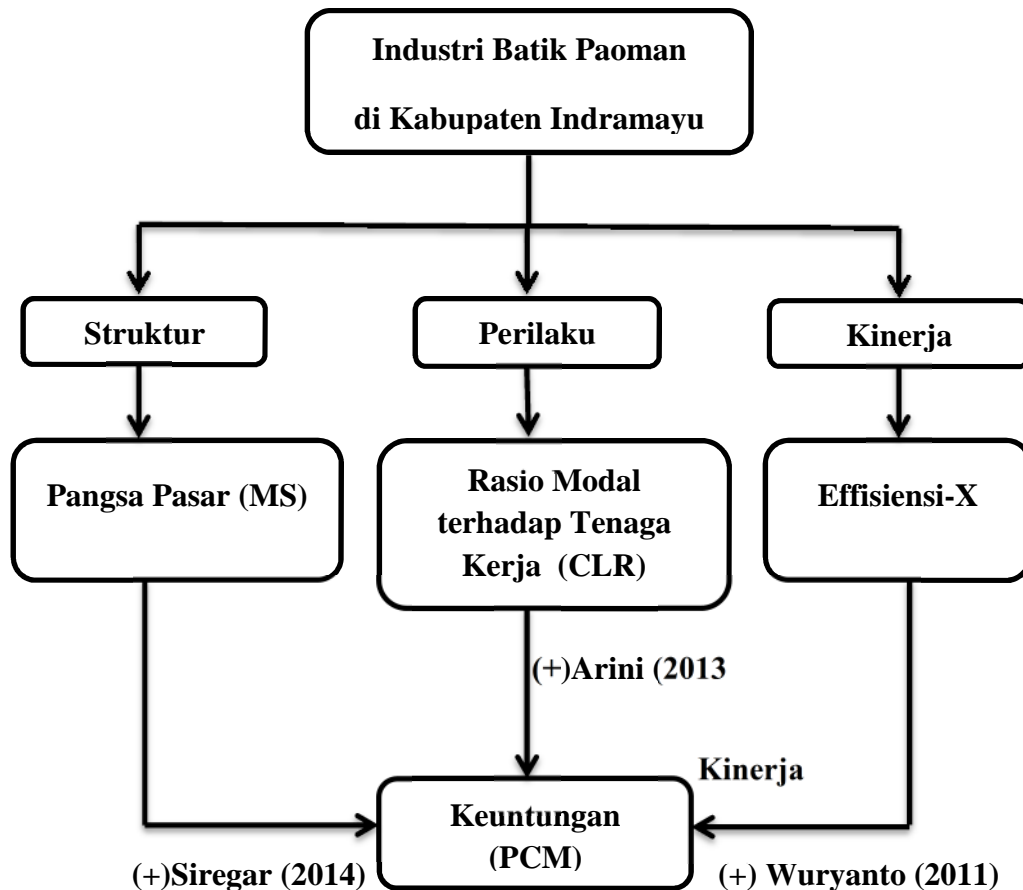 Industri Batik Paoman
di Kabupaten Indramayu
Struktur
Perilaku
Kinerja
Pangsa Pasar (MS)
Rasio Modal
terhadap Tenaga
Kerja (CLR)
Effisiensi-X
(+)Arini (2013
Kinerja
Keuntungan
(PCM)
(+)Siregar (2014)
(+) Wuryanto (2011)